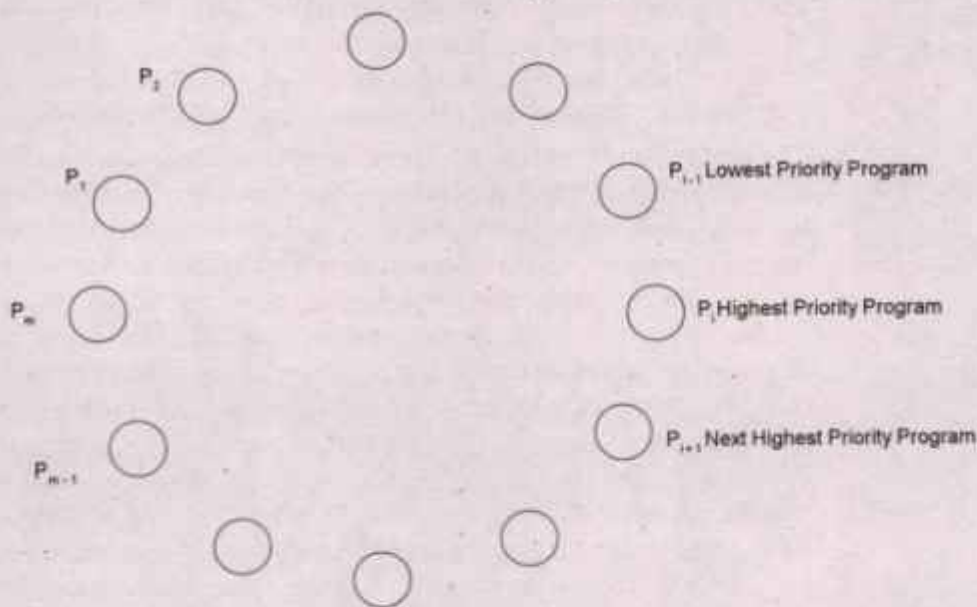 P₂
P₁
Pᵢ₋₁ Lowest Priority Program
Pₘ
Pᵢ Highest Priority Program
Pᵢ₊₁ Next Highest Priority Program
Pₘ₋₁